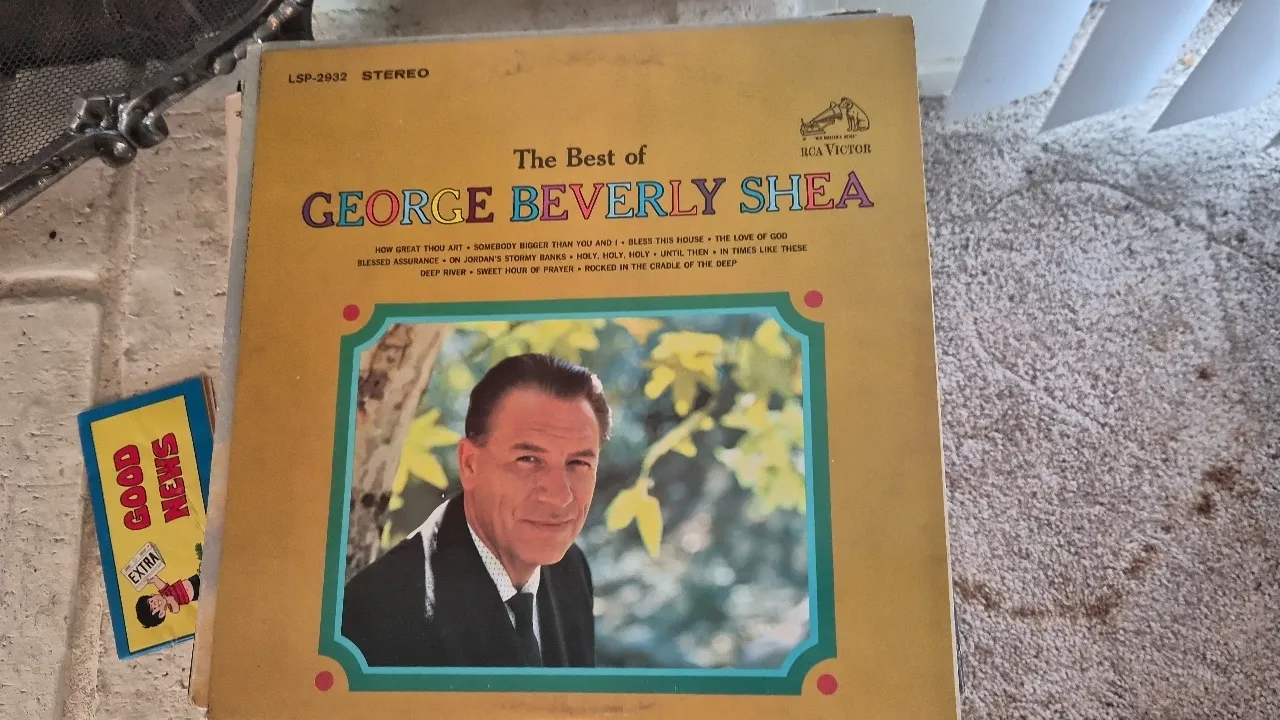 LSP-2932 STEREO
"HIS MASTER'S VOICE"
RCA VICTOR
The Best of
GEORGE BEVERLY SHEA
HOW GREAT THOU ART • SOMEBODY BIGGER THAN YOU AND I • BLESS THIS HOUSE • THE LOVE OF GOD
BLESSED ASSURANCE • ON JORDAN'S STORMY BANKS • HOLY, HOLY, HOLY • UNTIL THEN • IN TIMES LIKE THESE
DEEP RIVER • SWEET HOUR OF PRAYER • ROCKED IN THE CRADLE OF THE DEEP
GOOD
NEWS
EXTRA